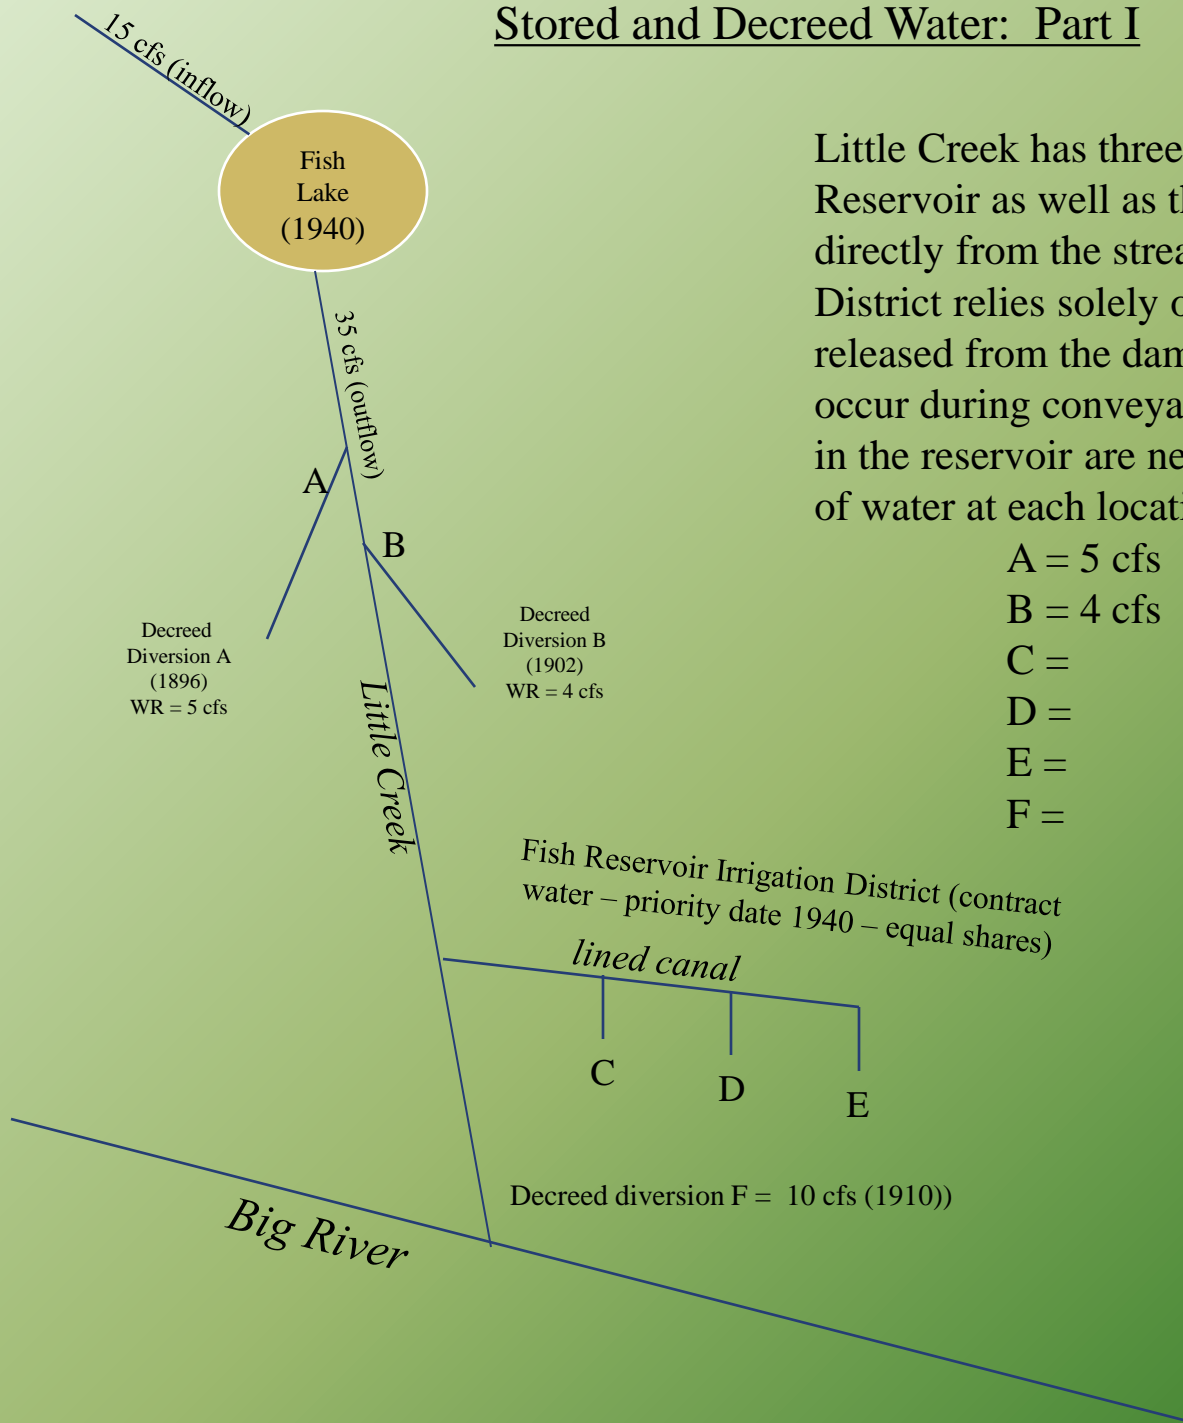 Stored and Decreed Water: Part I
15 cfs (inflow)
Fish
Lake
(1940)
Little Creek has three
Reservoir as well as
directly from the
District relies solely
released from the
occur during
in the reservoir are
of water at each
35 cfs (outflow)
A
B
A = 5 cfs
B = 4 cfs
C =
D =
E =
F =
Decreed
Diversion A
(1896)
WR = 5 cfs
Decreed
Diversion B
(1902)
WR = 4 cfs
Little Creek
Fish Reservoir Irrigation District (contract
water – priority date 1940 – equal shares)
lined canal
C
D
E
Decreed diversion F = 10 cfs (1910))
Big River